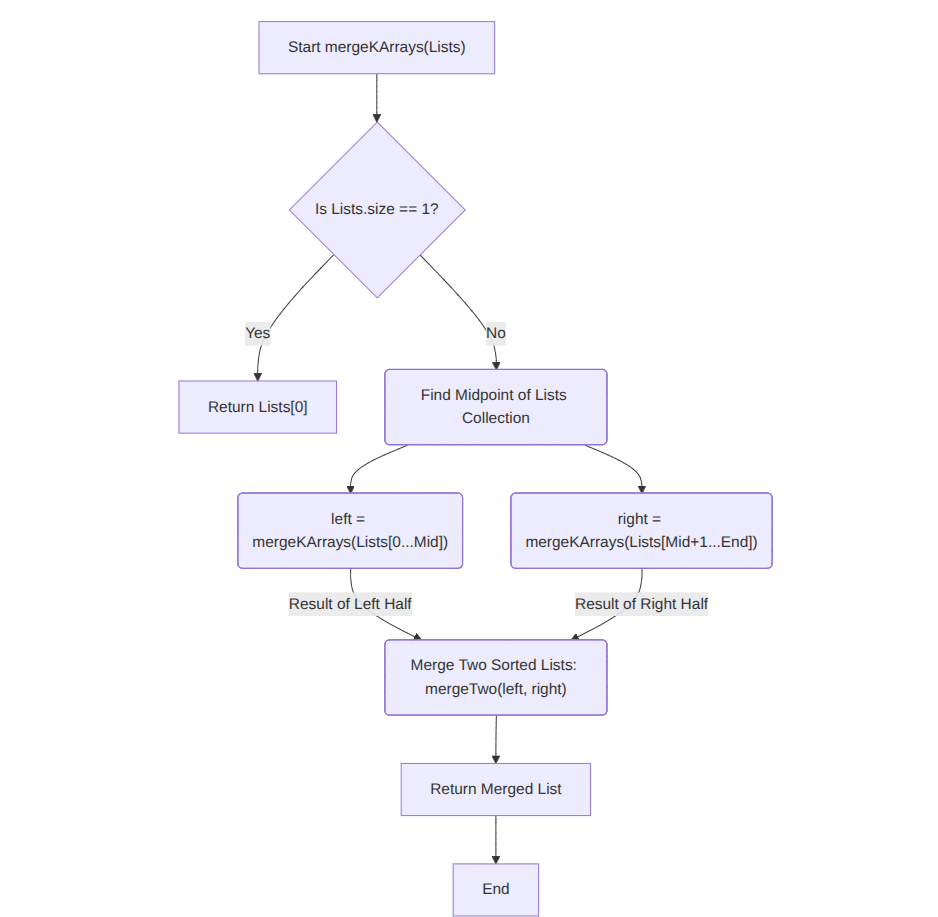 Start mergeKArrays(Lists)
Is Lists.size == 1?
Yes
No
Return Lists[0]
Find Midpoint of Lists
Collection
left =
mergeKArrays(Lists[0...Mid])
right =
mergeKArrays(Lists[Mid+1...End])
Result of Left Half
Result of Right Half
Merge Two Sorted Lists:
mergeTwo(left, right)
Return Merged List
End